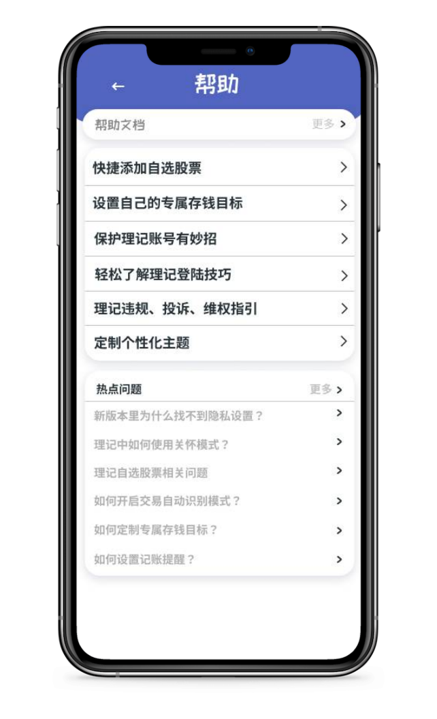 帮助
帮助文档 更多
快捷添加自选股票
设置自己的专属存钱目标
保护理记账号有妙招
轻松了解理记登陆技巧
理记违规、投诉、维权指引
定制个性化主题
热点问题 更多
新版本里为什么找不到隐私设置？
理记中如何使用关怀模式？
理记自选股票相关问题
如何开启交易自动识别模式？
如何定制专属存钱目标？
如何设置记账提醒？